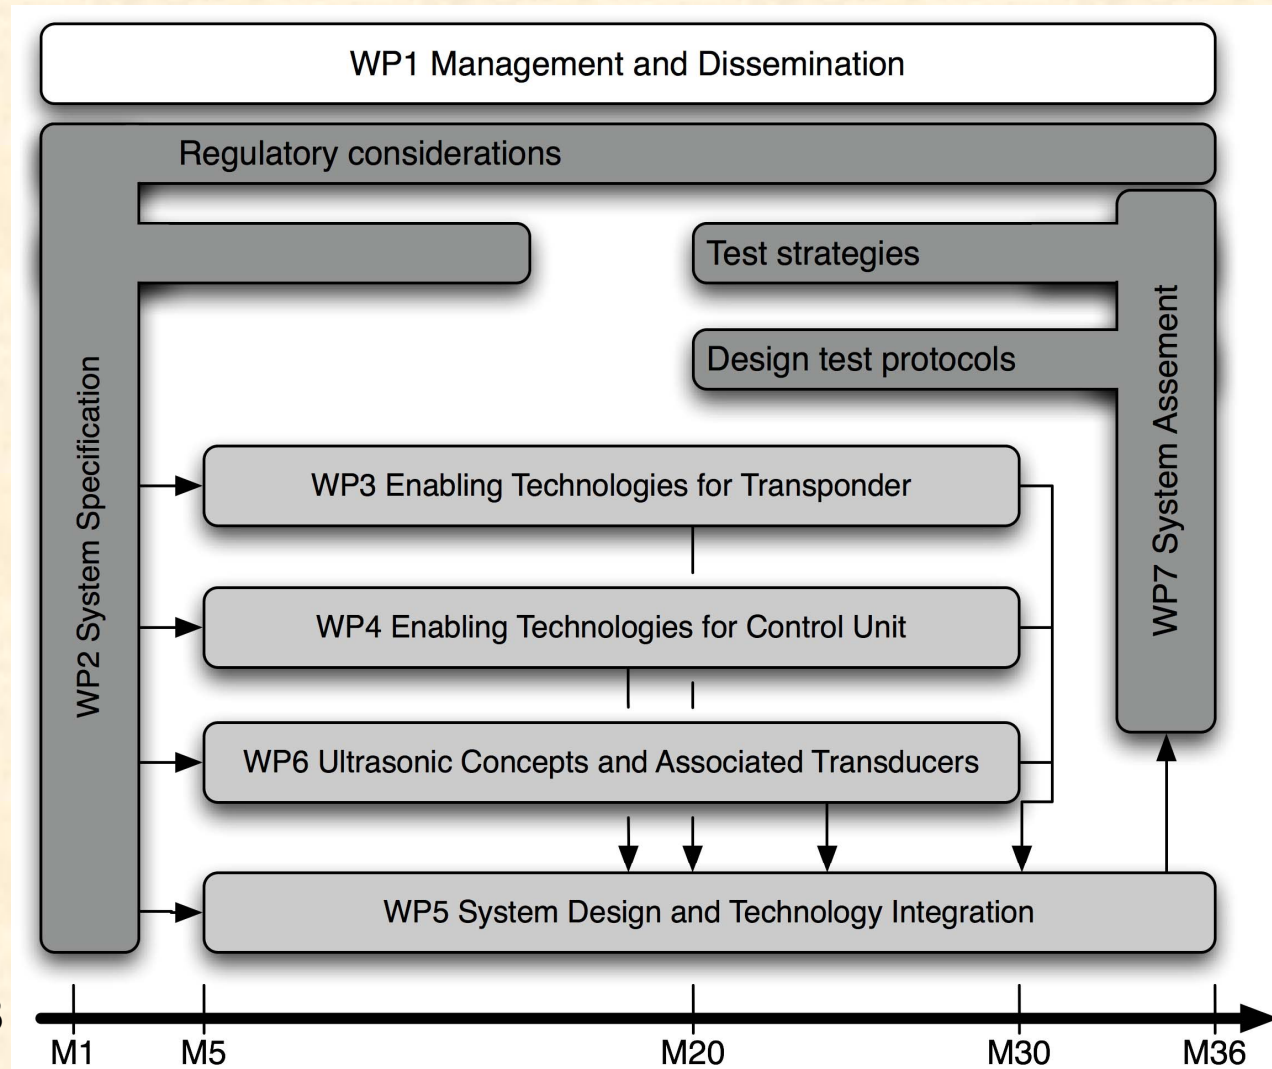 WP1 Management and Dissemination
Regulatory considerations
Test strategies
Design test protocols
WP2 System Specification
WP7 System Assement
WP3 Enabling Technologies for Transponder
WP4 Enabling Technologies for Control Unit
WP6 Ultrasonic Concepts and Associated Transducers
WP5 System Design and Technology Integration
M1 M5 M20 M30 M36